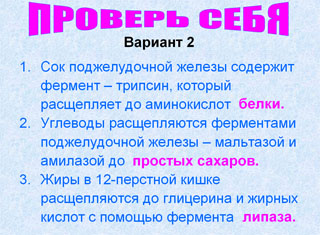 ПРОВЕРЬ СЕБЯ
Вариант 2
1. Сок поджелудочной железы содержит
фермент – трипсин, который
расщепляет до аминокислот белки.
2. Углеводы расщепляются ферментами
поджелудочной железы – мальтазой и
амилазой до простых сахаров.
3. Жиры в 12-перстной кишке
расщепляются до глицерина и жирных
кислот с помощью фермента липаза.